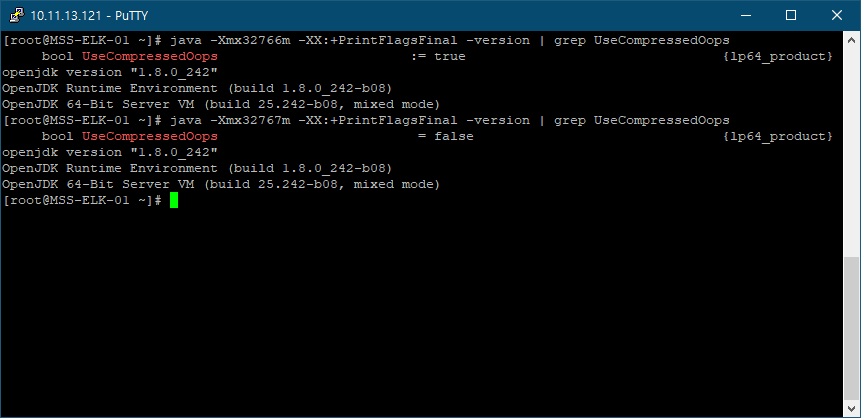 10.11.13.121 - PuTTY
[root@MSS-ELK-01 ~]# java -Xmx32766m -XX:+PrintFlagsFinal -version | grep UseCompressedOops
     bool UseCompressedOops                        := true                                {lp64_product}
openjdk version "1.8.0_242"
OpenJDK Runtime Environment (build 1.8.0_242-b08)
OpenJDK 64-Bit Server VM (build 25.242-b08, mixed mode)
[root@MSS-ELK-01 ~]# java -Xmx32767m -XX:+PrintFlagsFinal -version | grep UseCompressedOops
     bool UseCompressedOops                         = false                               {lp64_product}
openjdk version "1.8.0_242"
OpenJDK Runtime Environment (build 1.8.0_242-b08)
OpenJDK 64-Bit Server VM (build 25.242-b08, mixed mode)
[root@MSS-ELK-01 ~]#